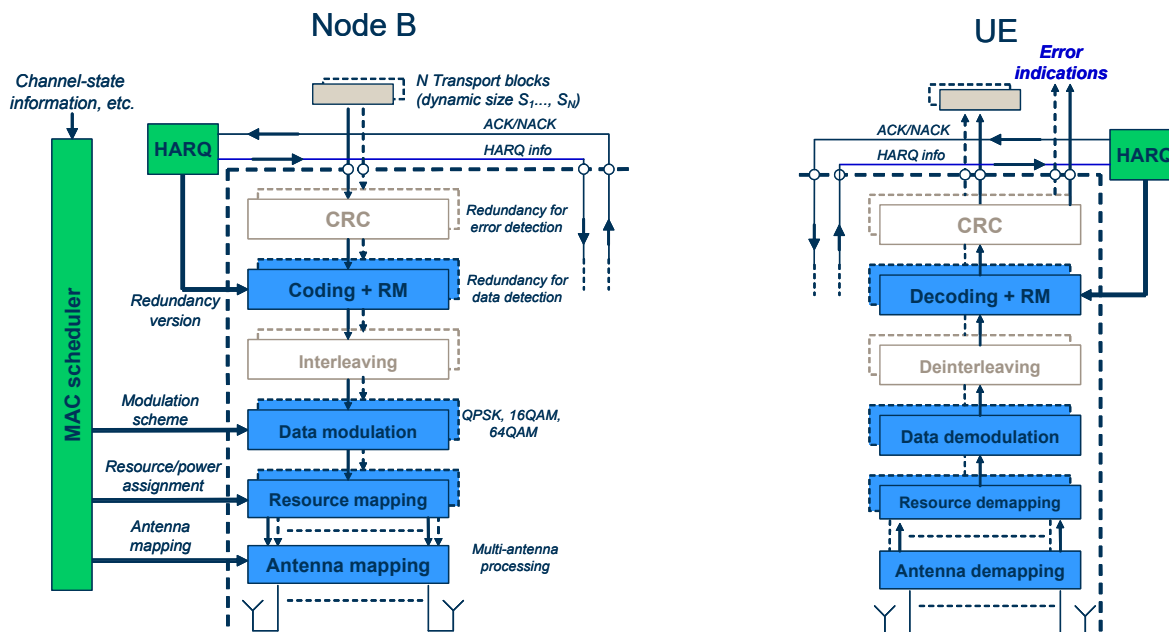 Node B
UE
Channel-state
information, etc.
N Transport blocks
(dynamic size S1..., SN)
Error
indications
HARQ
ACK/NACK
HARQ info
ACK/NACK
HARQ info
HARQ
MAC scheduler
CRC
Redundancy for
error detection
CRC
Coding + RM
Redundancy for
data detection
Decoding + RM
Redundancy
version
Interleaving
Deinterleaving
Modulation
scheme
Data modulation
QPSK, 16QAM,
64QAM
Data demodulation
Resource/power
assignment
Resource mapping
Resource demapping
Antenna
mapping
Antenna mapping
Multi-antenna
processing
Antenna demapping